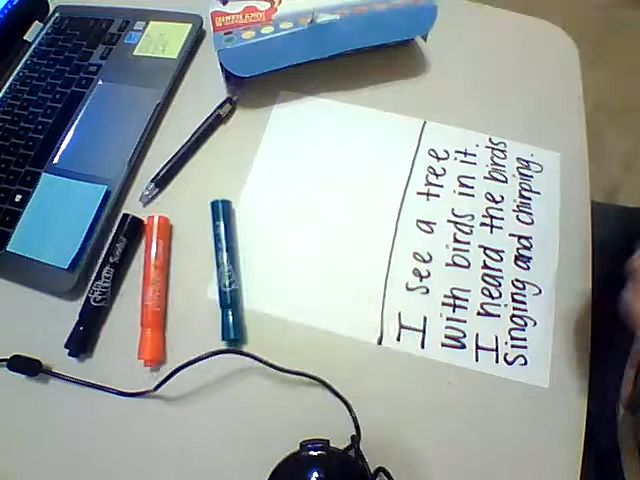 I see a tree
with birds in it.
I heard the birds
singing and chirping.